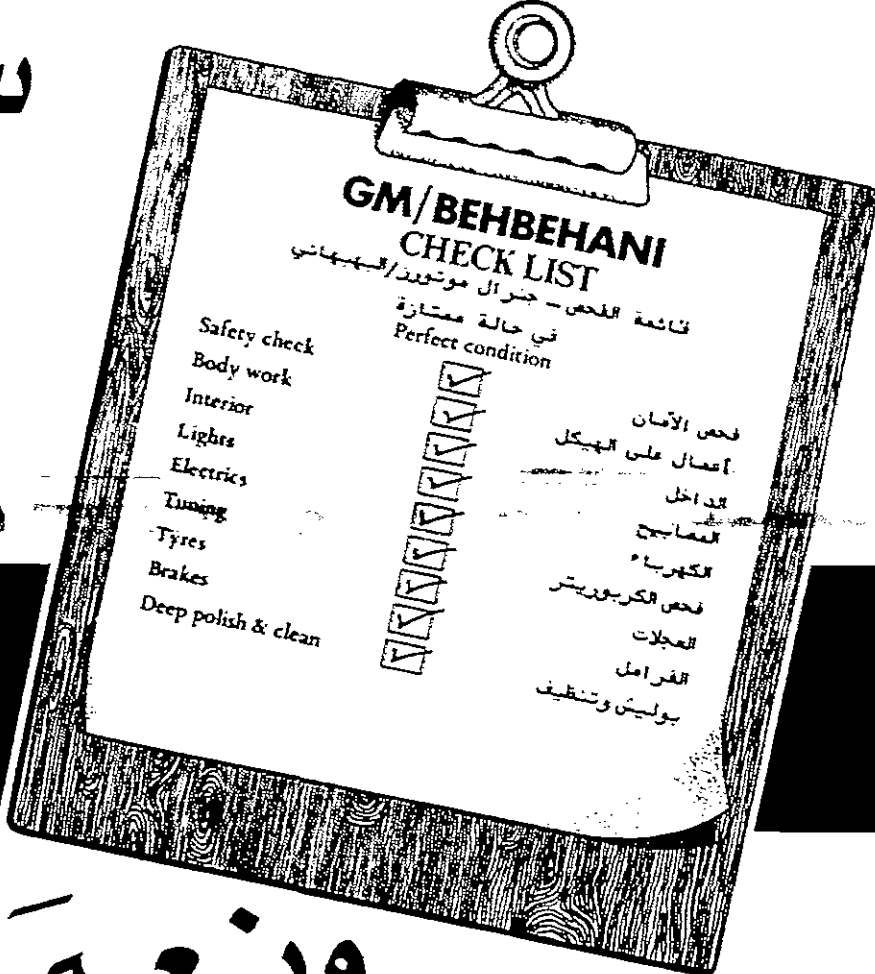 GM/BEHBEHANI
CHECK LIST
قائمة الفحص – جنرال موتورز/البهبهاني
في حالة ممتازة
Perfect condition
Safety check فحص الأمان
Body work أعمال على الهيكل
Interior الداخل
Lights المصابيح
Electrics الكهرباء
Tuning فحص الكربوريتر
Tyres العجلات
Brakes الفرامل
Deep polish & clean بوليش وتنظيف